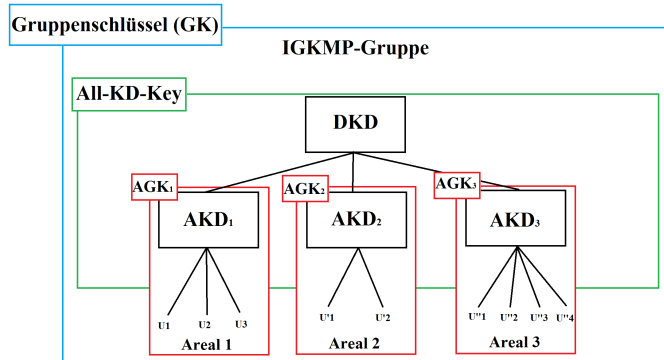 Gruppenschlüssel (GK)
IGKMP-Gruppe
All-KD-Key
DKD
AGK₁
AGK₂
AGK₃
AKD₁
AKD₂
AKD₃
U1 U2 U3
U'1 U'2
U''1 U''2 U''3 U''4
Areal 1
Areal 2
Areal 3